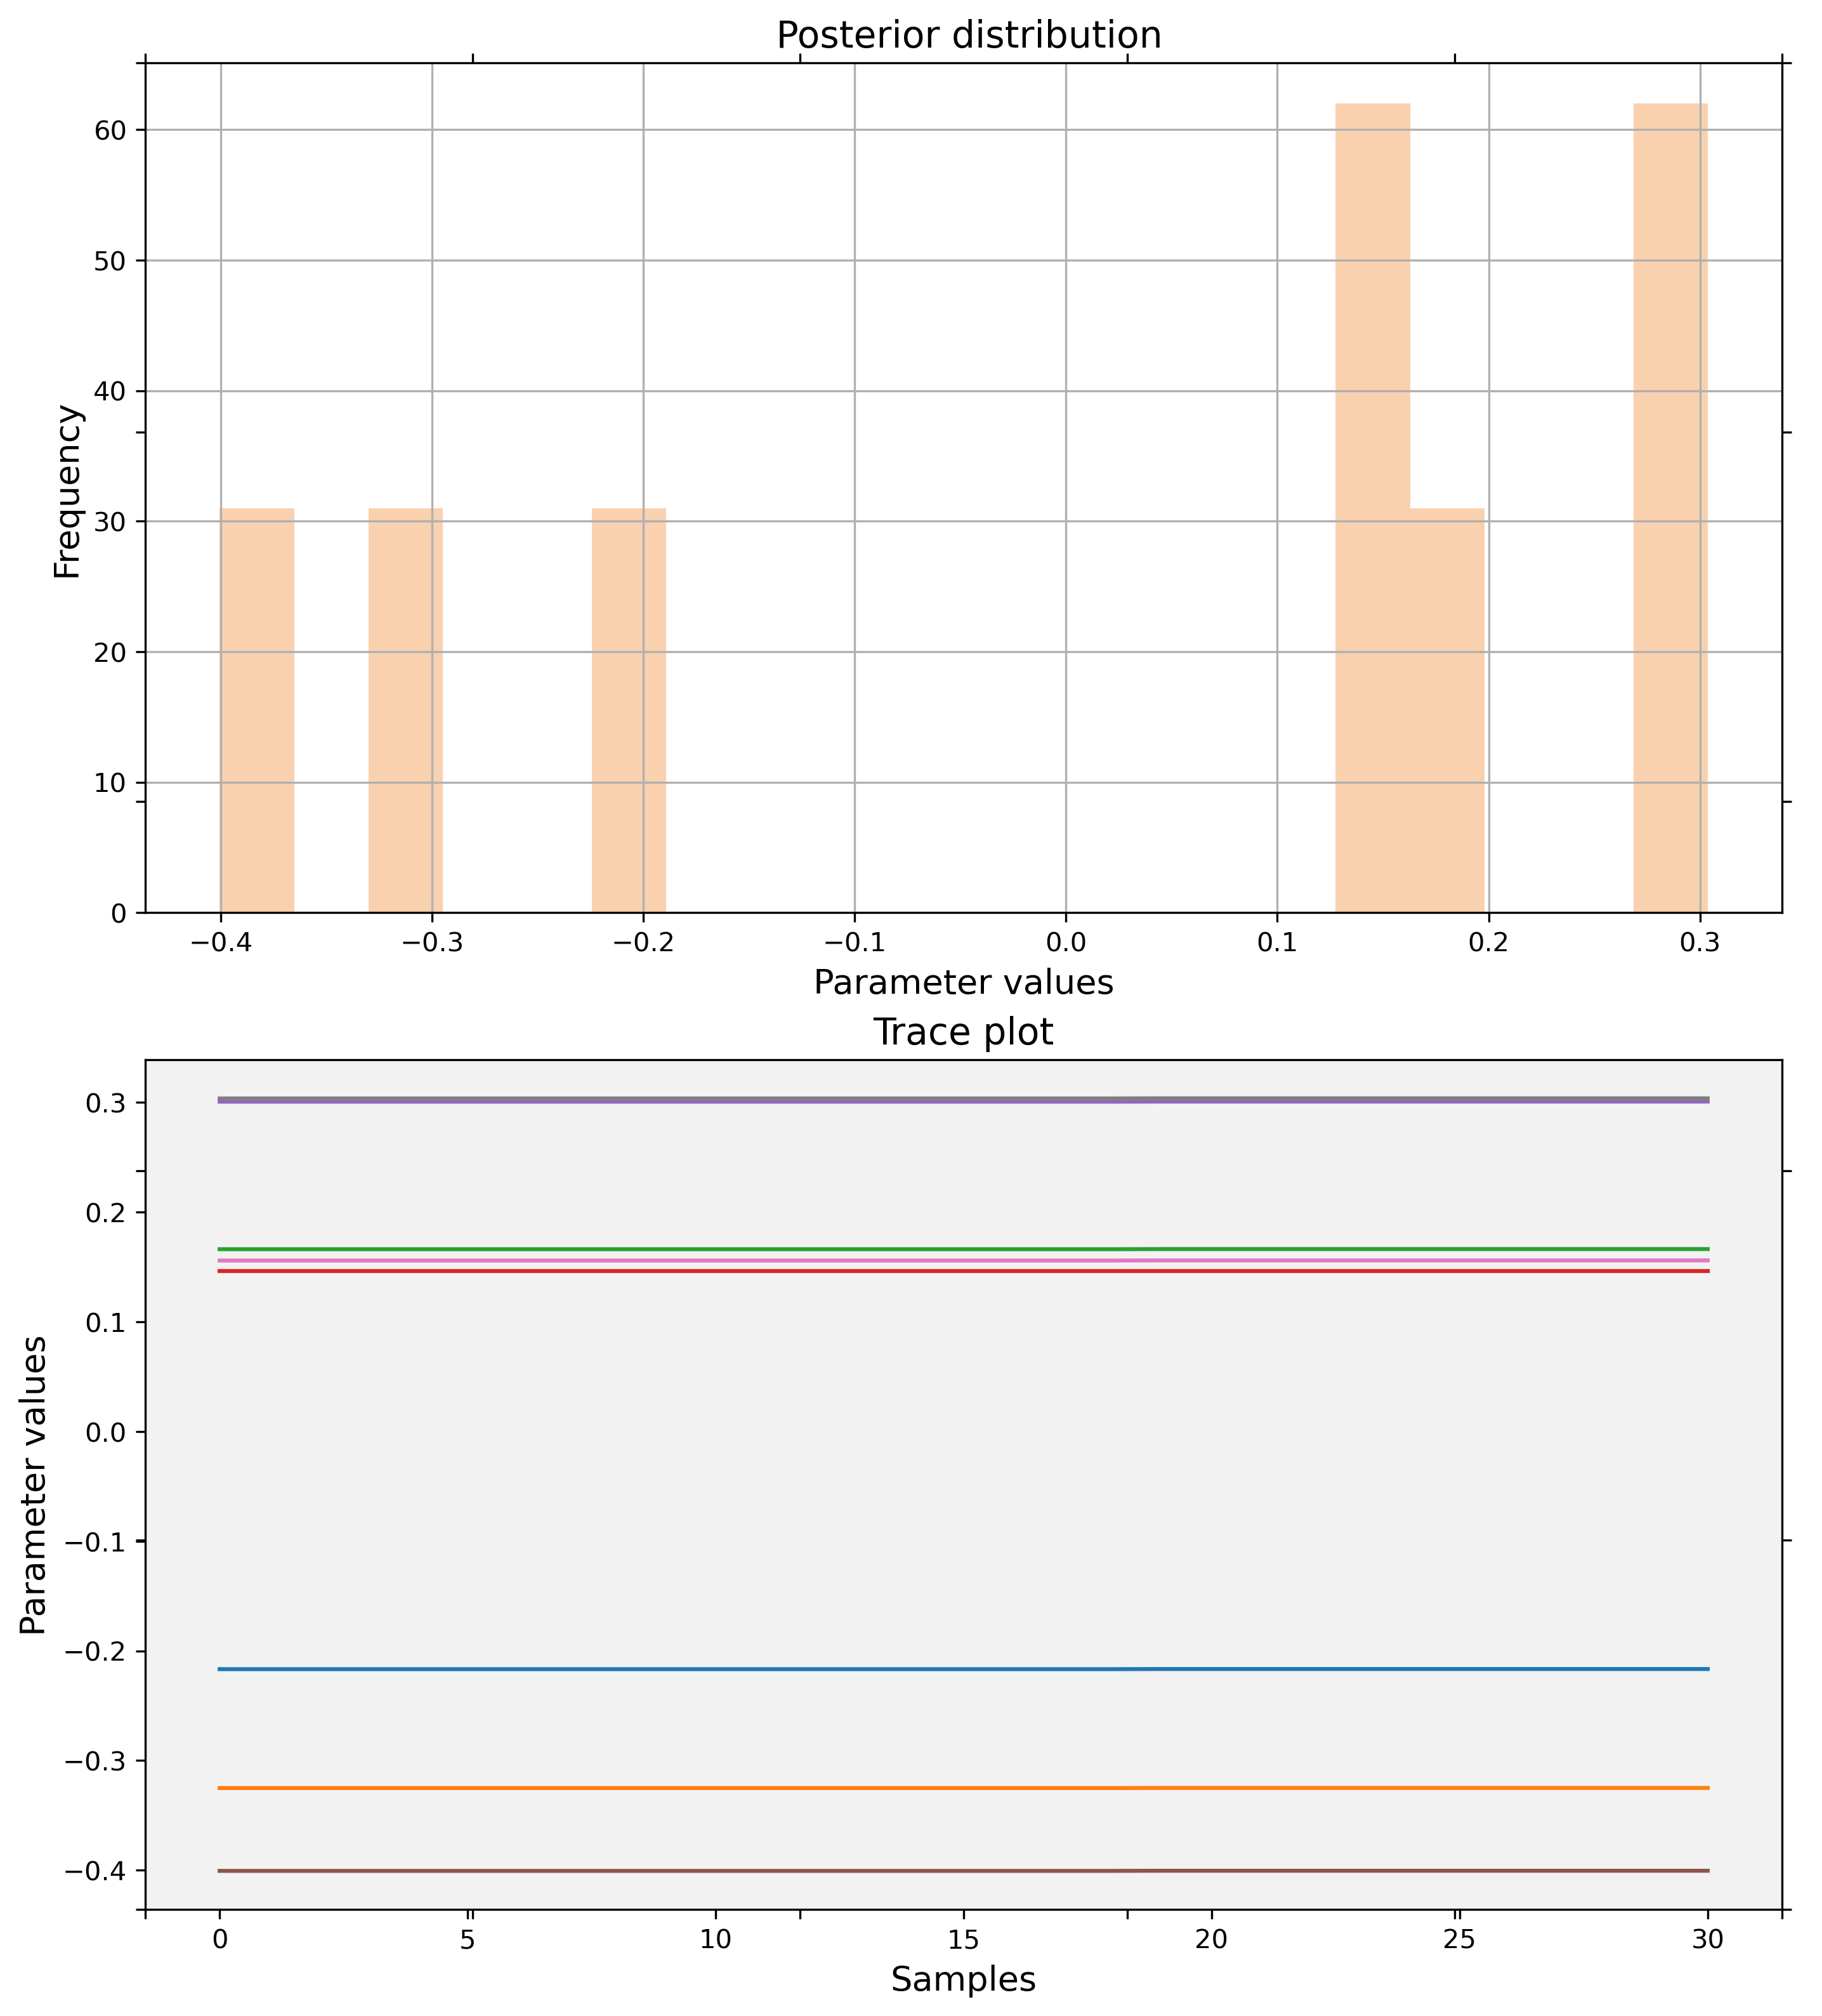 Posterior distribution
60
50
40
30
20
10
0
Frequency
−0.4 −0.3 −0.2 −0.1 0.0 0.1 0.2 0.3
Parameter values
Trace plot
0.3
0.2
0.1
0.0
−0.1
−0.2
−0.3
−0.4
Parameter values
0 5 10 15 20 25 30
Samples